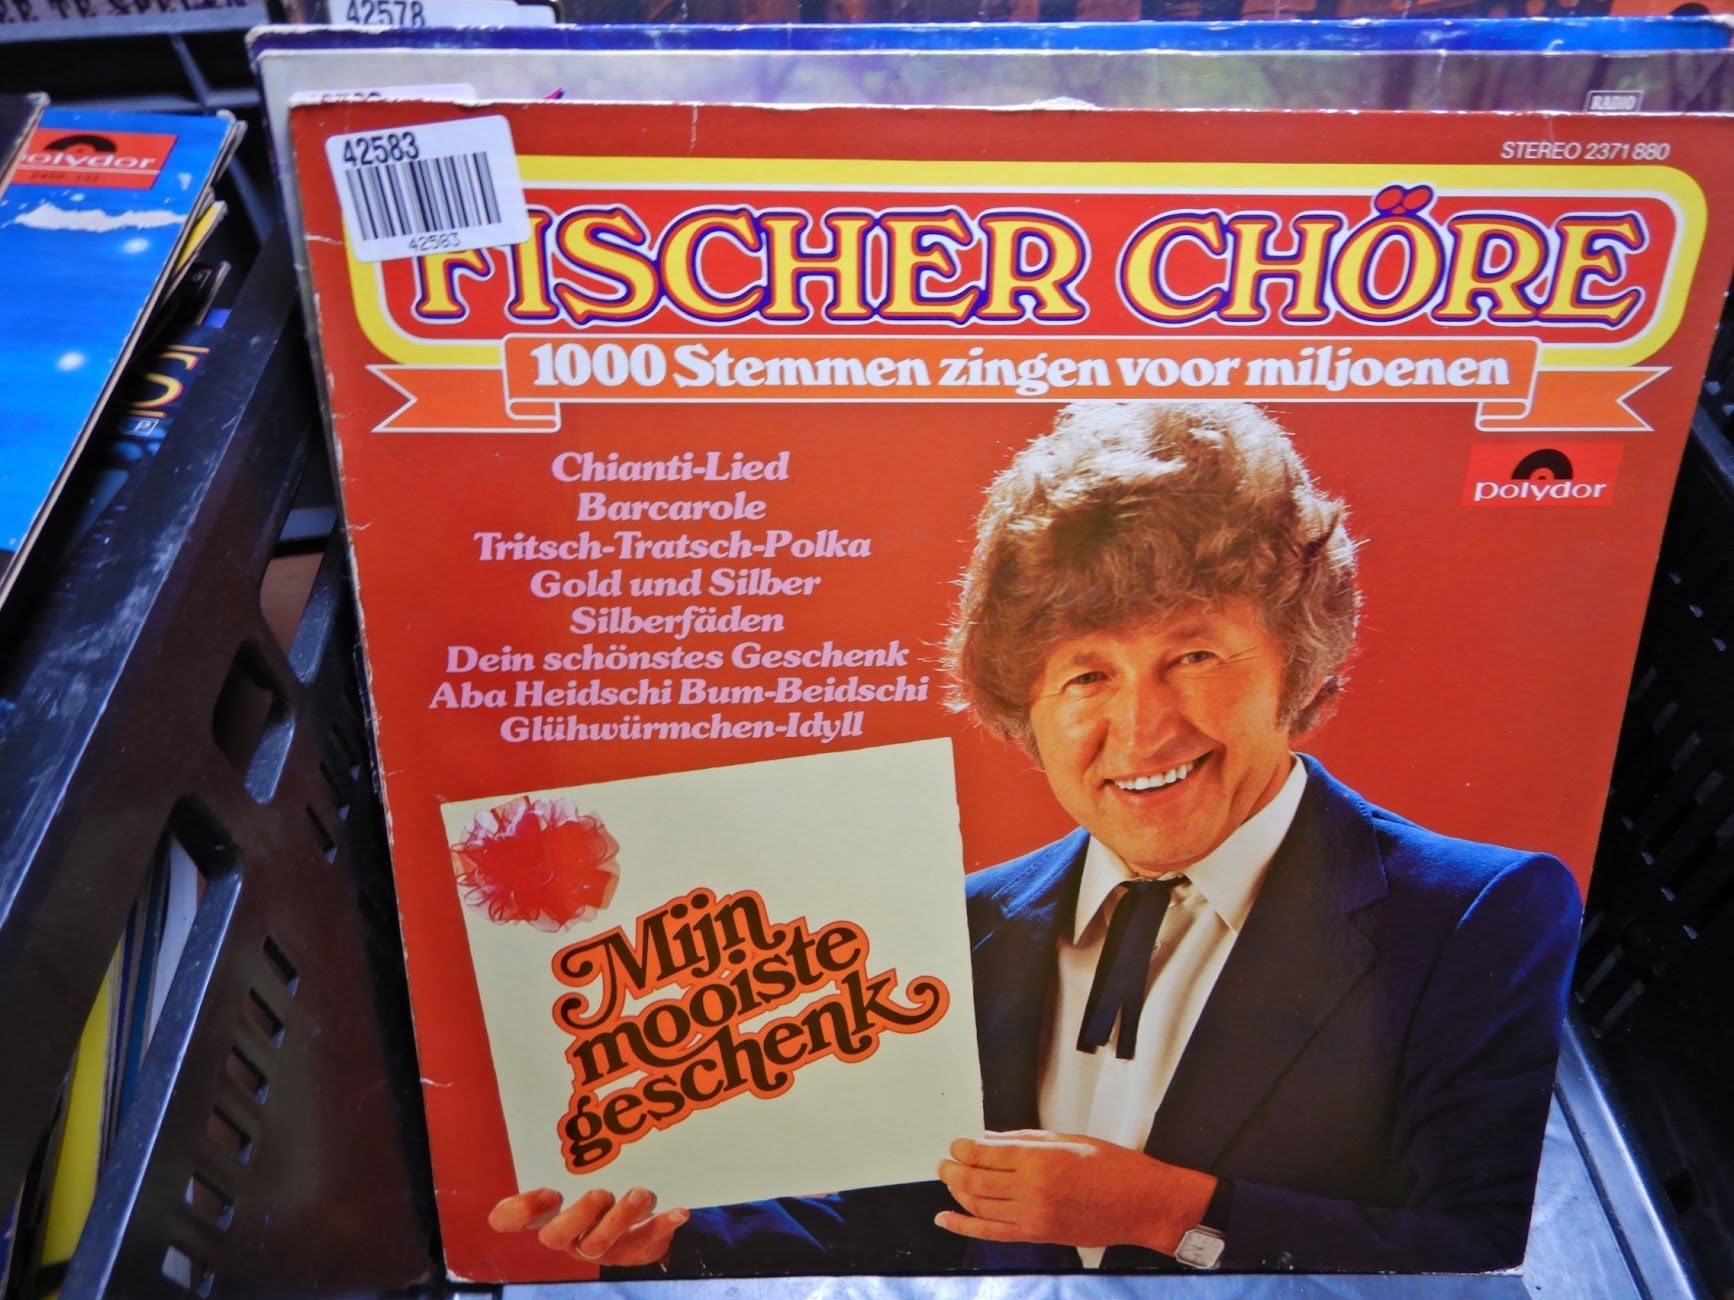 42578
polydor
RADIO
42583
42583
STEREO 2371 880
FISCHER CHÖRE
1000 Stemmen zingen voor miljoenen
polydor
Chianti-Lied
Barcarole
Tritsch-Tratsch-Polka
Gold und Silber
Silberfäden
Dein schönstes Geschenk
Aba Heidschi Bum-Beidschi
Glühwürmchen-Idyll
Mijn
mooiste
geschenk